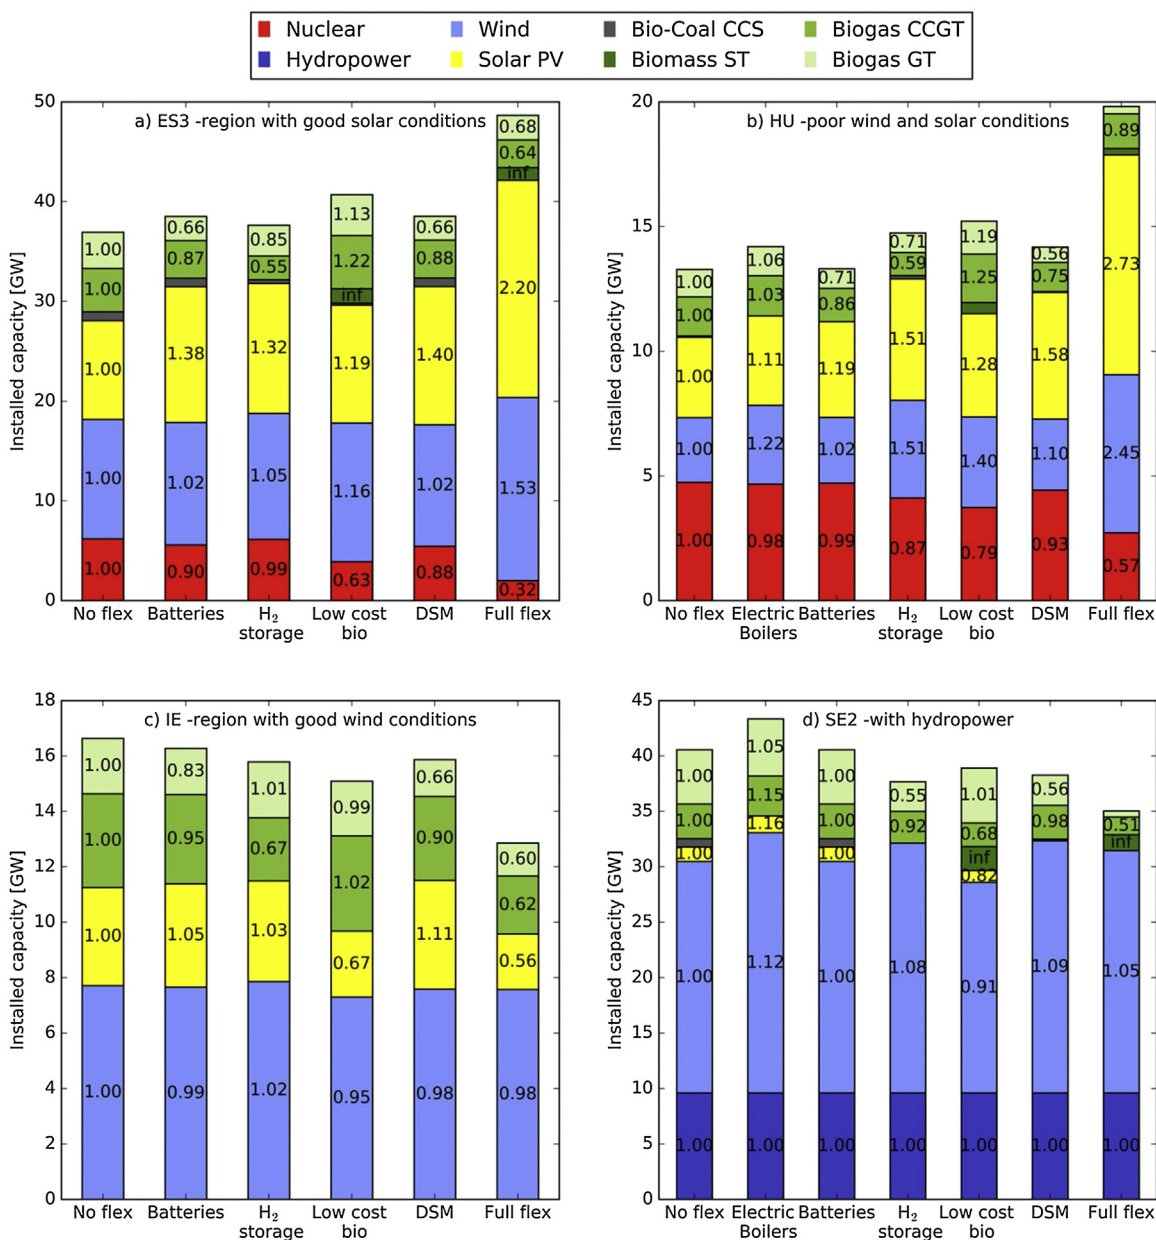 Nuclear Wind Bio-Coal CCS Biogas CCGT
Hydropower Solar PV Biomass ST Biogas GT
a) ES3 -region with good solar conditions
Installed capacity [GW]
50
40
30
20
10
0
1.00 1.00 1.00 1.00 1.00
0.66 0.87 1.38 1.02 0.90
0.85 0.55 1.32 1.05 0.99
1.13 1.22 inf 1.19 1.16 0.63
0.66 0.88 1.40 1.02 0.88
0.68 0.64 inf 2.20 1.53 0.32
No flex Batteries H2 Low cost DSM Full flex
storage bio
b) HU -poor wind and solar conditions
Installed capacity [GW]
20
15
10
5
0
1.00 1.00 1.00 1.00 1.00
1.06 1.03 1.11 1.22 0.98
0.71 0.86 1.19 1.02 0.99
0.71 0.59 1.51 1.51 0.87
1.19 1.25 1.28 1.40 0.79
0.56 0.75 1.58 1.10 0.93
0.89 2.73 2.45 0.57
No flex Electric Batteries H2 Low cost DSM Full flex
Boilers storage bio
c) IE -region with good wind conditions
Installed capacity [GW]
18
16
14
12
10
8
6
4
2
0
1.00 1.00 1.00 1.00
0.83 0.95 1.05 0.99
1.01 0.67 1.03 1.02
0.99 1.02 0.67 0.95
0.66 0.90 1.11 0.98
0.60 0.62 0.56 0.98
No flex Batteries H2 Low cost DSM Full flex
storage bio
d) SE2 -with hydropower
Installed capacity [GW]
45
40
35
30
25
20
15
10
5
0
1.00 1.00 1.00 1.00 1.00
1.05 1.15 1.16 1.12 1.00
1.00 1.00 1.00 1.00 1.00
0.55 0.92 1.08 1.00
1.01 0.68 inf 0.82 0.91 1.00
0.56 0.98 1.09 1.00
0.51 inf 1.05 1.00
No flex Electric Batteries H2 Low cost DSM Full flex
Boilers storage bio